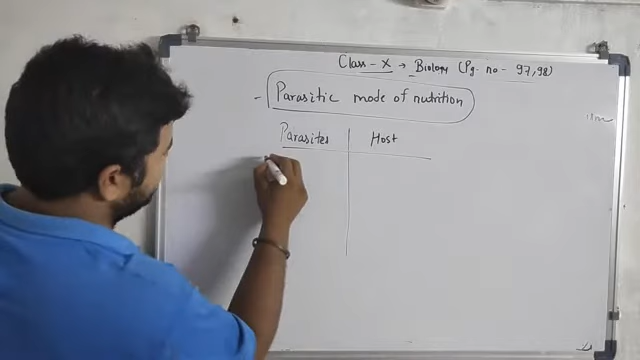 Class-X → Biology (Pg. no- 97,98)
- Parasitic mode of nutrition
Parasites Host